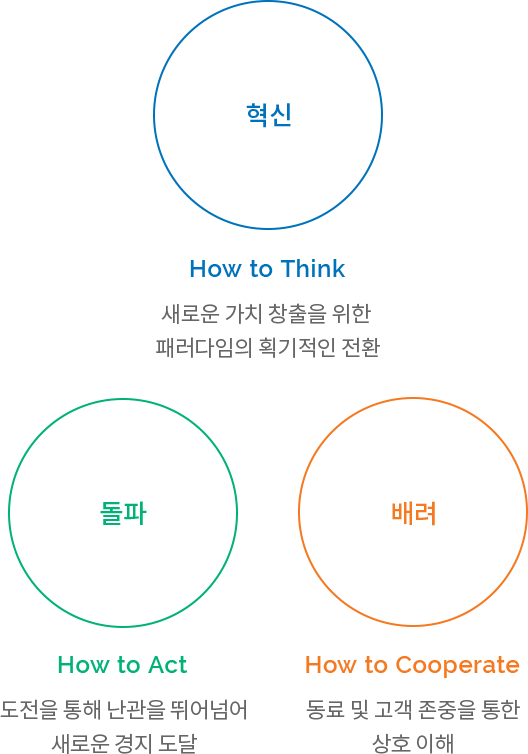 혁신
How to Think
새로운 가치 창출을 위한
패러다임의 획기적인 전환
돌파
How to Act
도전을 통해 난관을 뛰어넘어
새로운 경지 도달
배려
How to Cooperate
동료 및 고객 존중을 통한
상호 이해